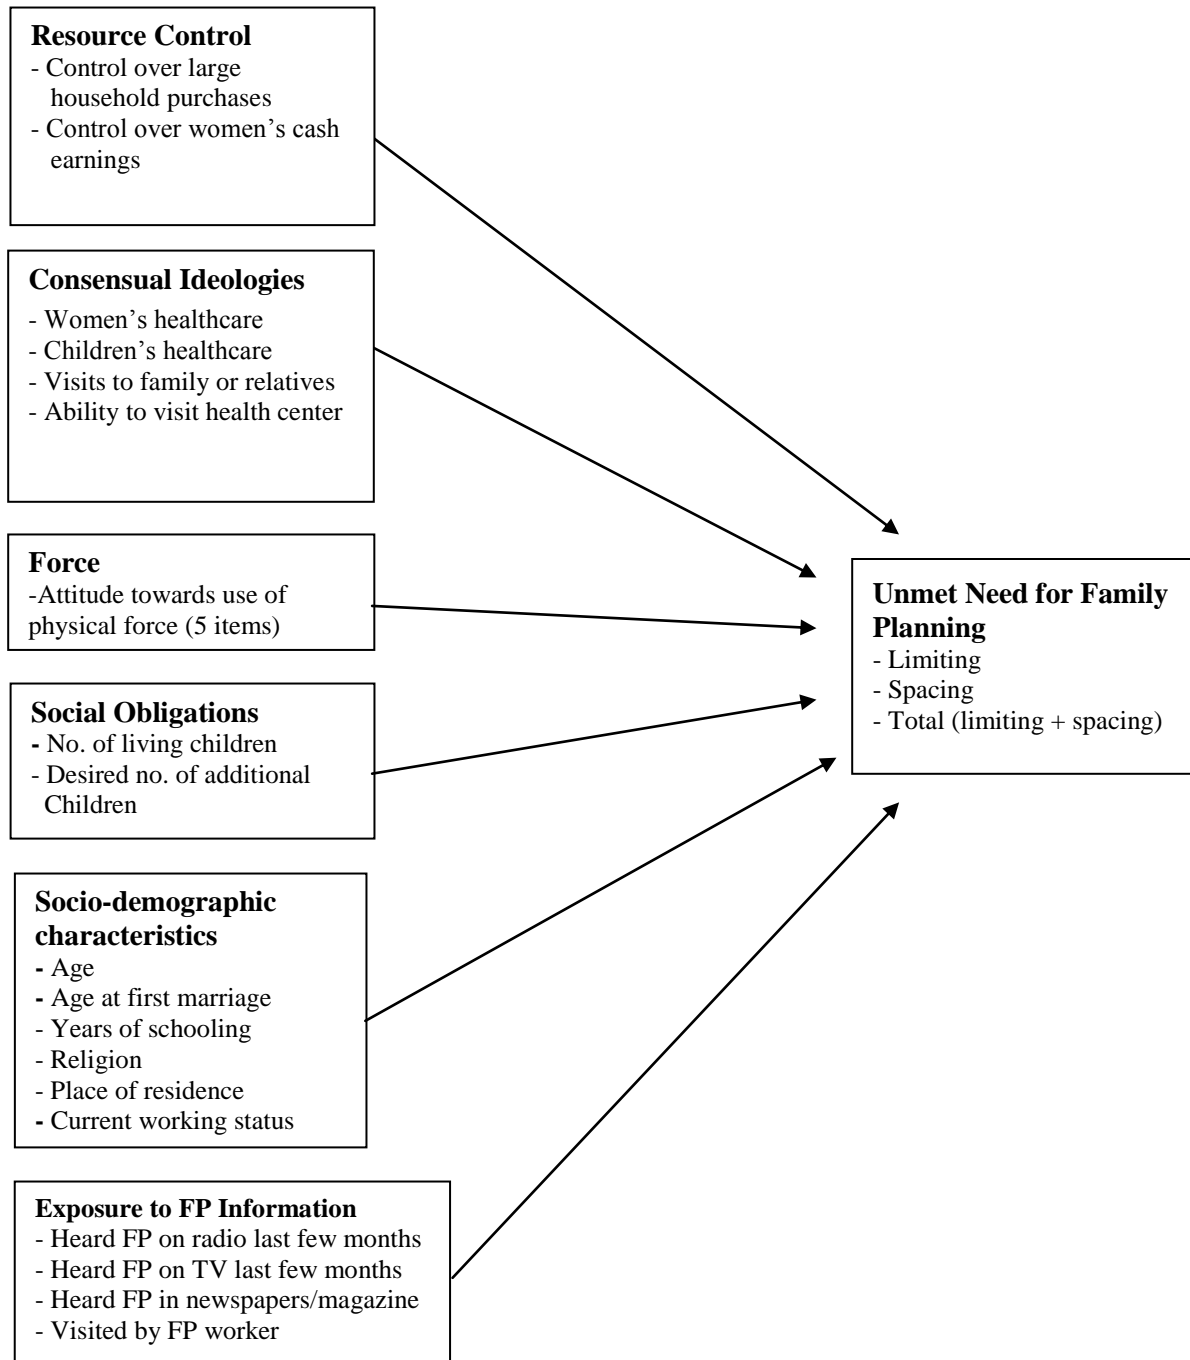 Resource Control
- Control over large
household purchases
- Control over women’s cash
earnings
Consensual Ideologies
- Women’s healthcare
- Children’s healthcare
- Visits to family or relatives
- Ability to visit health center
Force
-Attitude towards use of
physical force (5 items)
Social Obligations
- No. of living children
- Desired no. of additional
Children
Socio-demographic
characteristics
- Age
- Age at first marriage
- Years of schooling
- Religion
- Place of residence
- Current working status
Exposure to FP Information
- Heard FP on radio last few months
- Heard FP on TV last few months
- Heard FP in newspapers/magazine
- Visited by FP worker
Unmet Need for Family
Planning
- Limiting
- Spacing
- Total (limiting + spacing)